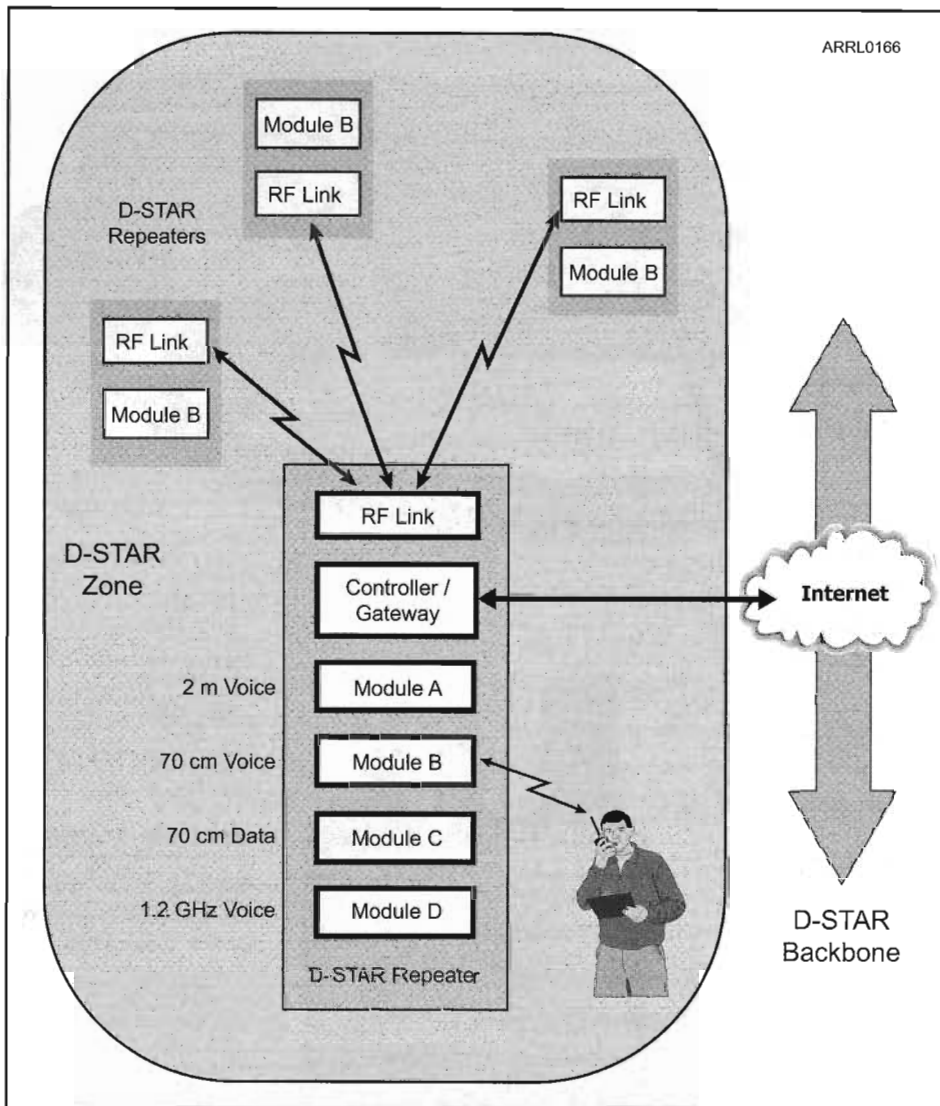 ARRL0166
Module B
RF Link
D-STAR
Repeaters
RF Link
Module B
RF Link
Module B
RF Link
D-STAR
Zone
Controller /
Gateway
Internet
2 m Voice
Module A
70 cm Voice
Module B
70 cm Data
Module C
1.2 GHz Voice
Module D
D-STAR Repeater
D-STAR
Backbone